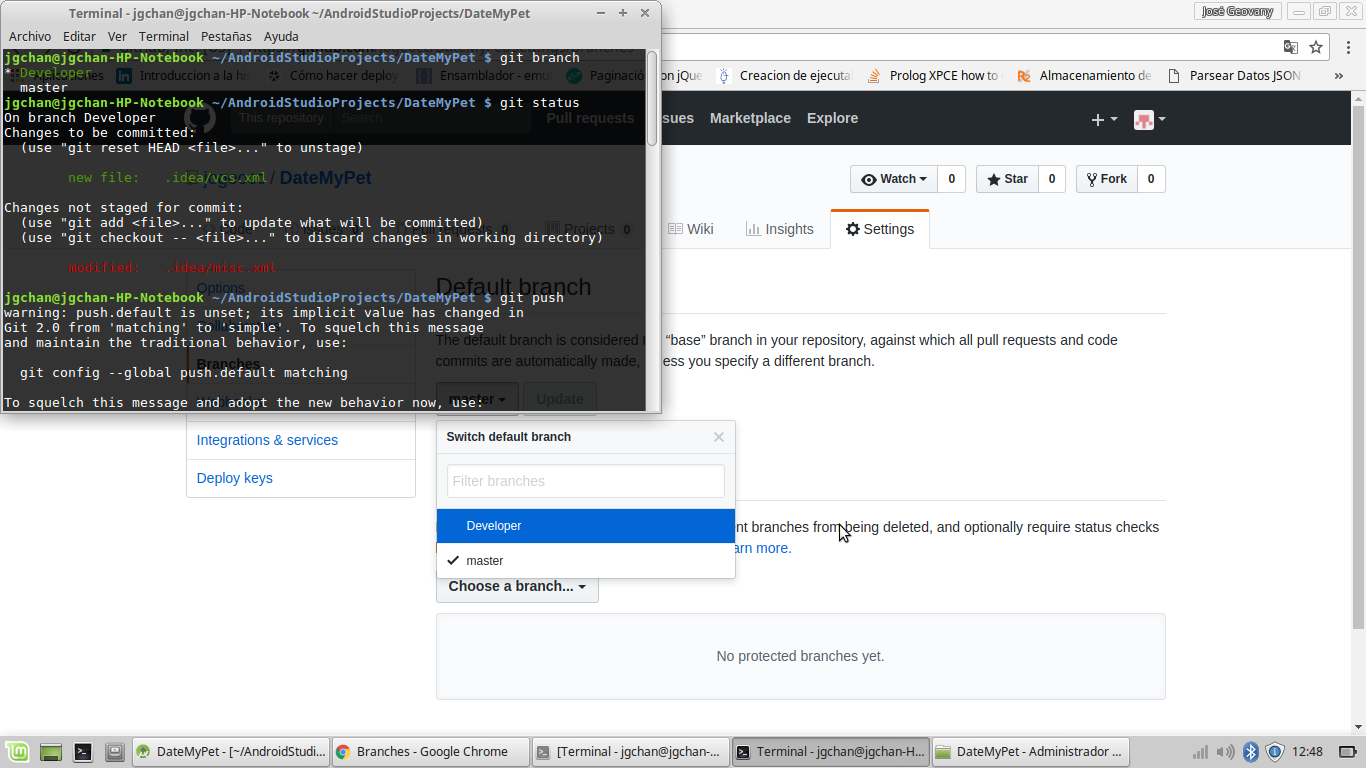 Terminal - jgchan@jgchan-HP-Notebook ~/AndroidStudioProjects/DateMyPet
José Geovany
Archivo Editar Ver Terminal Pestañas Ayuda
jgchan@jgchan-HP-Notebook ~/AndroidStudioProjects/DateMyPet $ git branch
* Developer
master
jgchan@jgchan-HP-Notebook ~/AndroidStudioProjects/DateMyPet $ git status
On branch Developer
Changes to be committed:
(use "git reset HEAD <file>..." to unstage)
new file: .idea/vcs.xml
Changes not staged for commit:
(use "git add <file>..." to update what will be committed)
(use "git checkout -- <file>..." to discard changes in working directory)
modified: .idea/misc.xml
jgchan@jgchan-HP-Notebook ~/AndroidStudioProjects/DateMyPet $ git push
warning: push.default is unset; its implicit value has changed in
Git 2.0 from 'matching' to 'simple'. To squelch this message
and maintain the traditional behavior, use:
git config --global push.default matching
To squelch this message and adopt the new behavior now, use:
Introducción a la his
Cómo hacer deploy
Ensamblador - emu
Paginació
on jQue
Creacion de ejecutal
Prolog XPCE how to
Almacenamiento de
Parsear Datos JSON
»
This repository Search
Pull requests
sues Marketplace Explore
/ DateMyPet
Watch 0 Star 0 Fork 0
Projects 0 Wiki Insights Settings
Options
Branches
Integrations & services
Deploy keys
Default branch
The default branch is considered “base” branch in your repository, against which all pull requests and code
commits are automatically made, ess you specify a different branch.
master Update
Switch default branch
Filter branches
Developer
master
nt branches from being deleted, and optionally require status checks
arn more.
Choose a branch...
No protected branches yet.
DateMyPet - [~/AndroidStudi...
Branches - Google Chrome
[Terminal - jgchan@jgchan-...
Terminal - jgchan@jgchan-H...
DateMyPet - Administrador ...
12:48